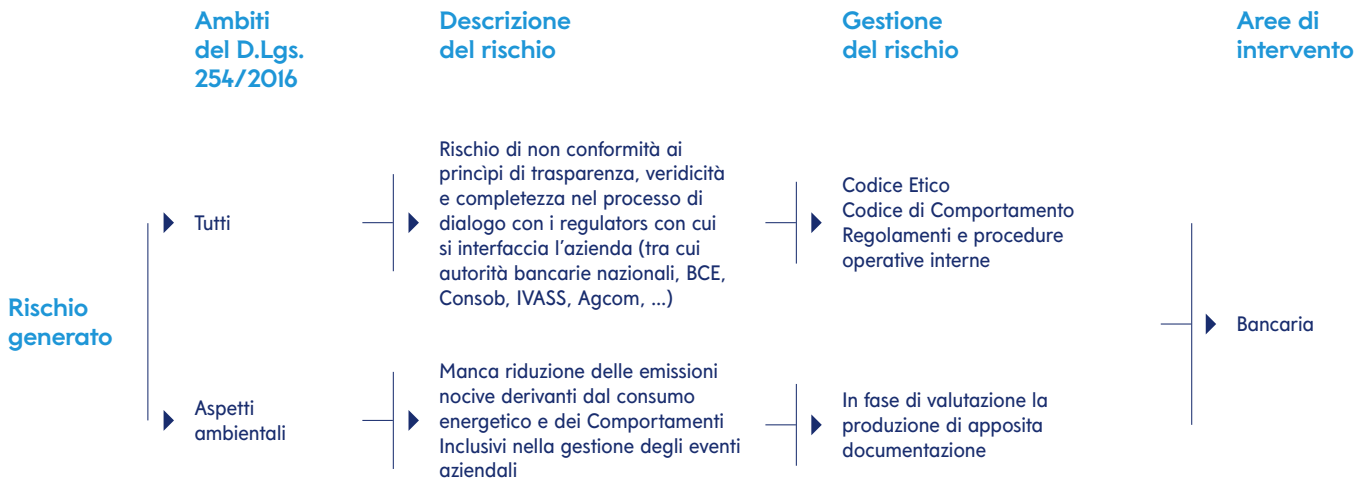 Ambiti
del D.Lgs.
254/2016
Descrizione
del rischio
Gestione
del rischio
Aree di
intervento
Rischio
generato
Tutti
Rischio di non conformità ai
princìpi di trasparenza, veridicità
e completezza nel processo di
dialogo con i regulators con cui
si interfaccia l'azienda (tra cui
autorità bancarie nazionali, BCE,
Consob, IVASS, Agcom, ...)
Codice Etico
Codice di Comportamento
Regolamenti e procedure
operative interne
Aspetti
ambientali
Manca riduzione delle emissioni
nocive derivanti dal consumo
energetico e dei Comportamenti
Inclusivi nella gestione degli eventi
aziendali
In fase di valutazione la
produzione di apposita
documentazione
Bancaria